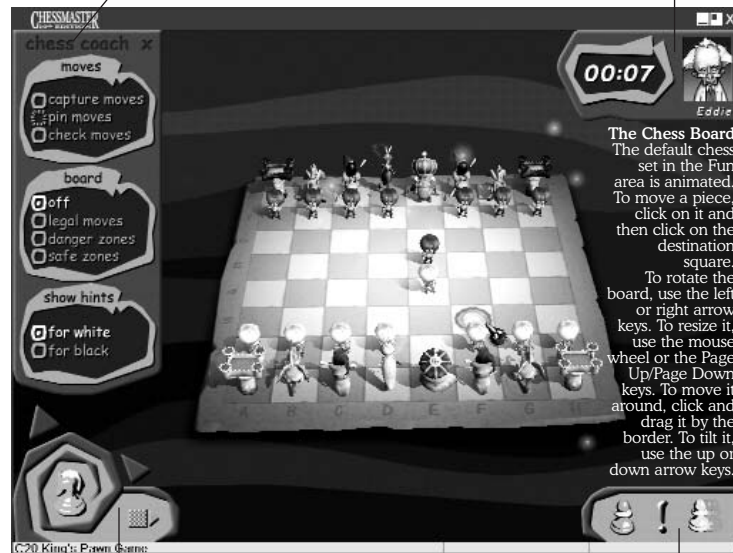 CHESSMASTER
chess coach x
moves
capture moves
pin moves
check moves
board
off
legal moves
danger zones
safe zones
show hints
for white
for black
00:07
Eddie
The Chess Board
The default chess
set in the Fun
area is animated.
To move a piece,
click on it and
then click on the
destination
square.
To rotate the
board, use the left
or right arrow
keys. To resize it,
use the mouse
wheel or the Page
Up/Page Down
keys. To move it
around, click and
drag it by the
border. To tilt it,
use the up or
down arrow keys.
A B C D E F G H
C20 King's Pawn Game